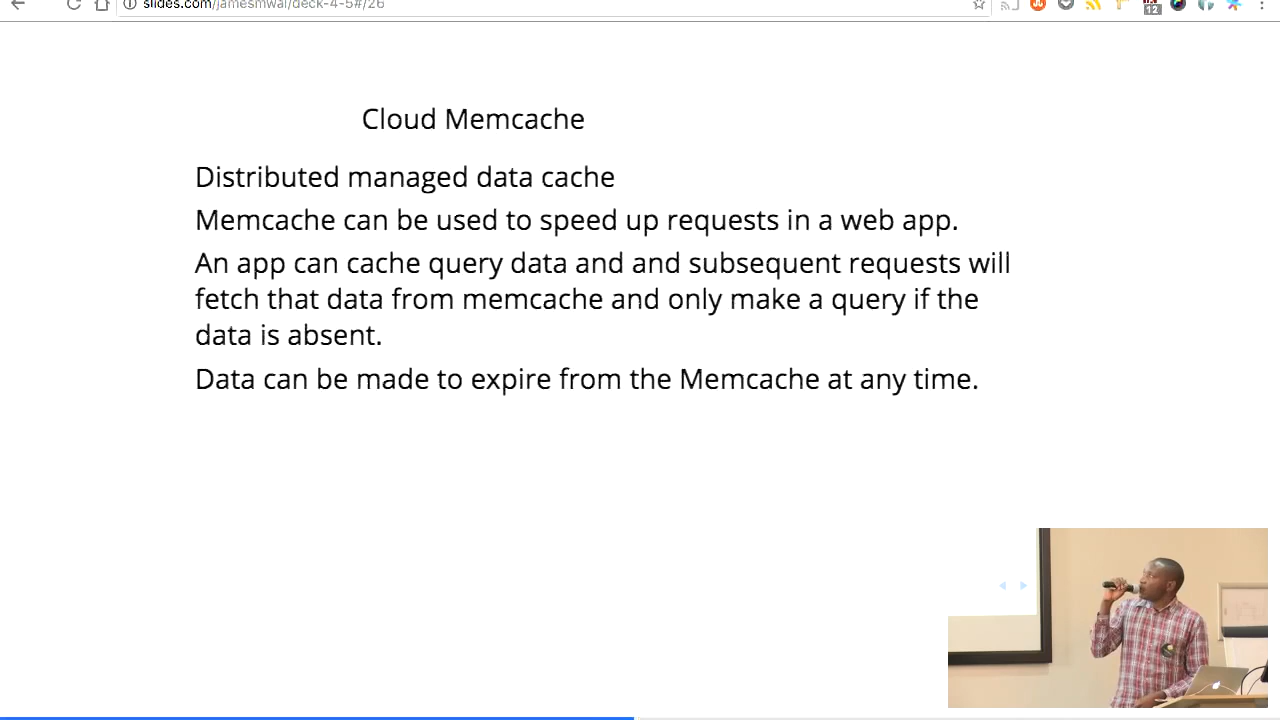 slides.com/jamesmwai/deck-4-5#/26
12
Cloud Memcache
Distributed managed data cache
Memcache can be used to speed up requests in a web app.
An app can cache query data and and subsequent requests will
fetch that data from memcache and only make a query if the
data is absent.
Data can be made to expire from the Memcache at any time.